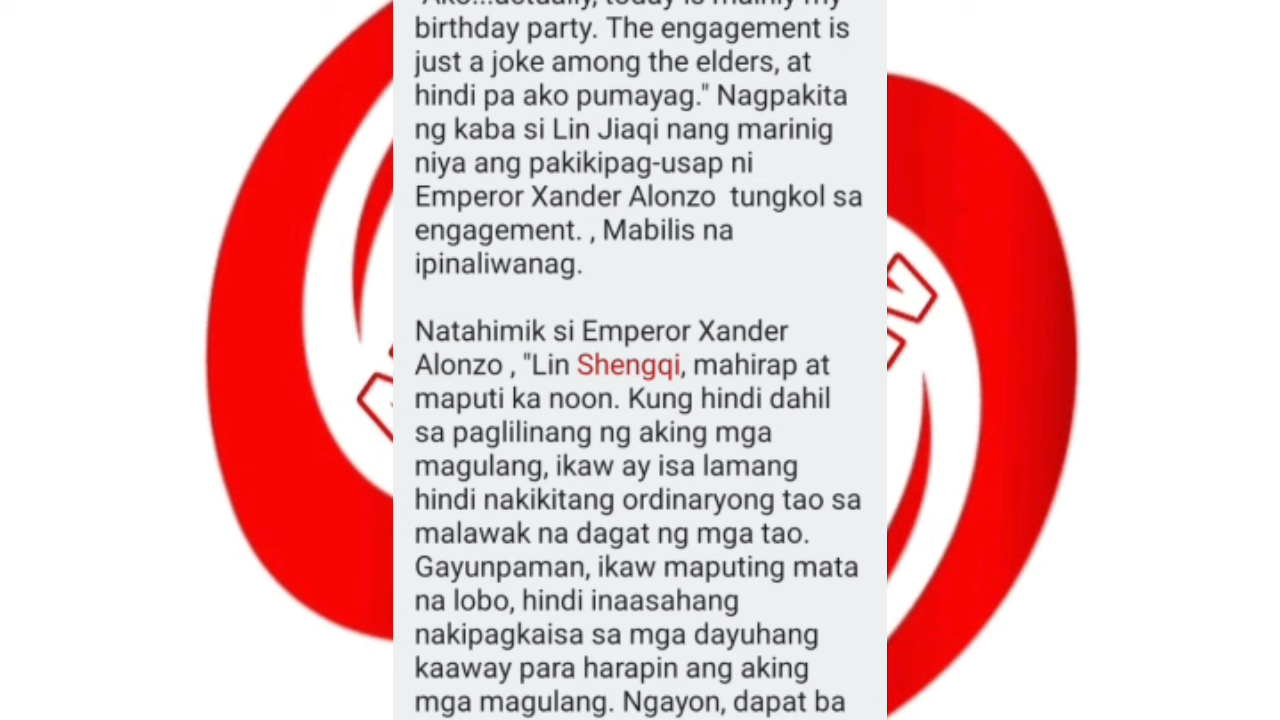 "Ako...actually, today is mainly my
birthday party. The engagement is
just a joke among the elders, at
hindi pa ako pumayag." Nagpakita
ng kaba si Lin Jiaqi nang marinig
niya ang pakikipag-usap ni
Emperor Xander Alonzo  tungkol sa
engagement. , Mabilis na
ipinaliwanag.
Natahimik si Emperor Xander
Alonzo , "Lin Shengqi, mahirap at
maputi ka noon. Kung hindi dahil
sa paglilinang ng aking mga
magulang, ikaw ay isa lamang
hindi nakikitang ordinaryong tao sa
malawak na dagat ng mga tao.
Gayunpaman, ikaw maputing mata
na lobo, hindi inaasahang
nakipagkaisa sa mga dayuhang
kaaway para harapin ang aking
mga magulang. Ngayon, dapat ba